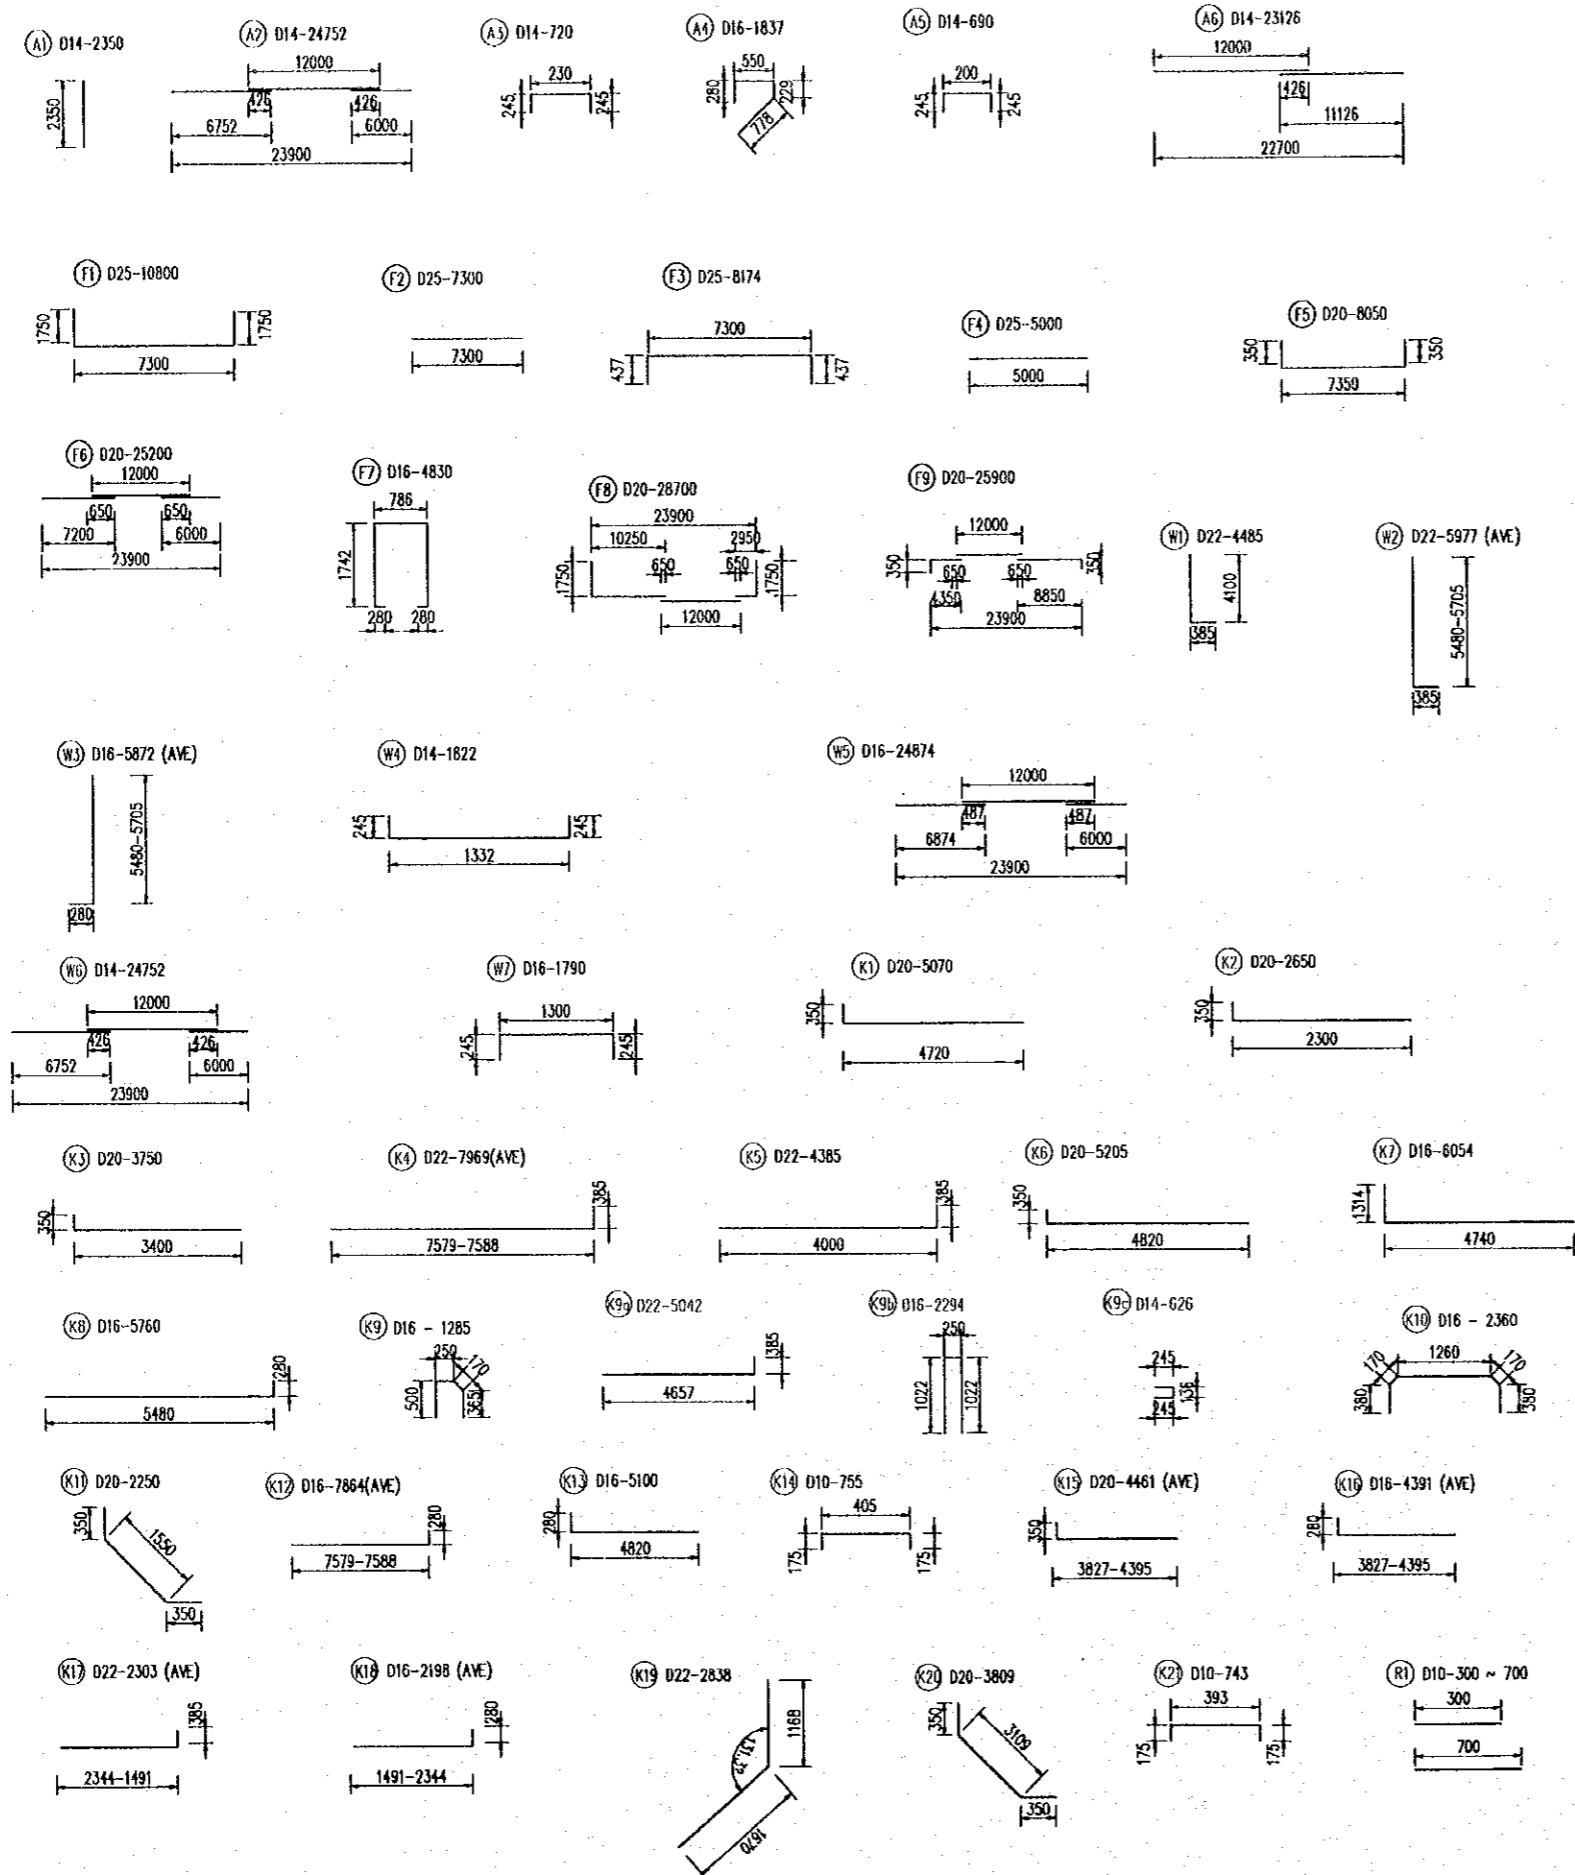 A1 D14-2350
2350
A2 D14-24752
12000
426 426
6752 6000
23900
A3 D14-720
230
245 245
A4 D16-1837
550
280 229
778
A5 D14-690
200
245 245
A6 D14-23126
12000
426
11126
22700
F1 D25-10800
1750 1750
7300
F2 D25-7300
7300
F3 D25-8174
7300
437 437
F4 D25-5000
5000
F5 D20-8050
350 350
7350
F6 D20-25200
12000
650 650
7200 6000
23900
F7 D16-4830
786
1742
280 280
F8 D20-28700
23900
10250 2950
650 650
1750 1750
12000
F9 D20-25900
12000
350 350
650 650
4350 8850
23900
W1 D22-4485
4100
385
W2 D22-5977 (AVE)
5480-5705
385
W3 D16-5872 (AVE)
5480-5705
280
W4 D14-1822
245 245
1332
W5 D16-24874
12000
487 487
6874 6000
23900
W6 D14-24752
12000
426 426
6752 6000
23900
W7 D16-1790
1300
245 245
K1 D20-5070
350
4720
K2 D20-2650
350
2300
K3 D20-3750
350
3400
K4 D22-7969(AVE)
385
7579-7588
K5 D22-4385
385
4000
K6 D20-5205
350
4820
K7 D16-6054
1314
4740
K8 D16-5760
280
5480
K9 D16 - 1285
250 170
500 365
K9a D22-5042
385
4657
K9b D16-2294
250
1022 1022
K9c D14-626
245
136
245
K10 D16 - 2360
1260
170 170
380 380
K11 D20-2250
350
1550
350
K12 D16-7864(AVE)
280
7579-7588
K13 D16-5100
280
4820
K14 D10-755
405
175 175
K15 D20-4461 (AVE)
350
3827-4395
K16 D16-4391 (AVE)
280
3827-4395
K17 D22-2303 (AVE)
385
2344-1491
K18 D16-2198 (AVE)
280
1491-2344
K19 D22-2838
1168
131.32
1670
K20 D20-3809
350
3109
350
K21 D10-743
393
175 175
R1 D10-300 ~ 700
300
700